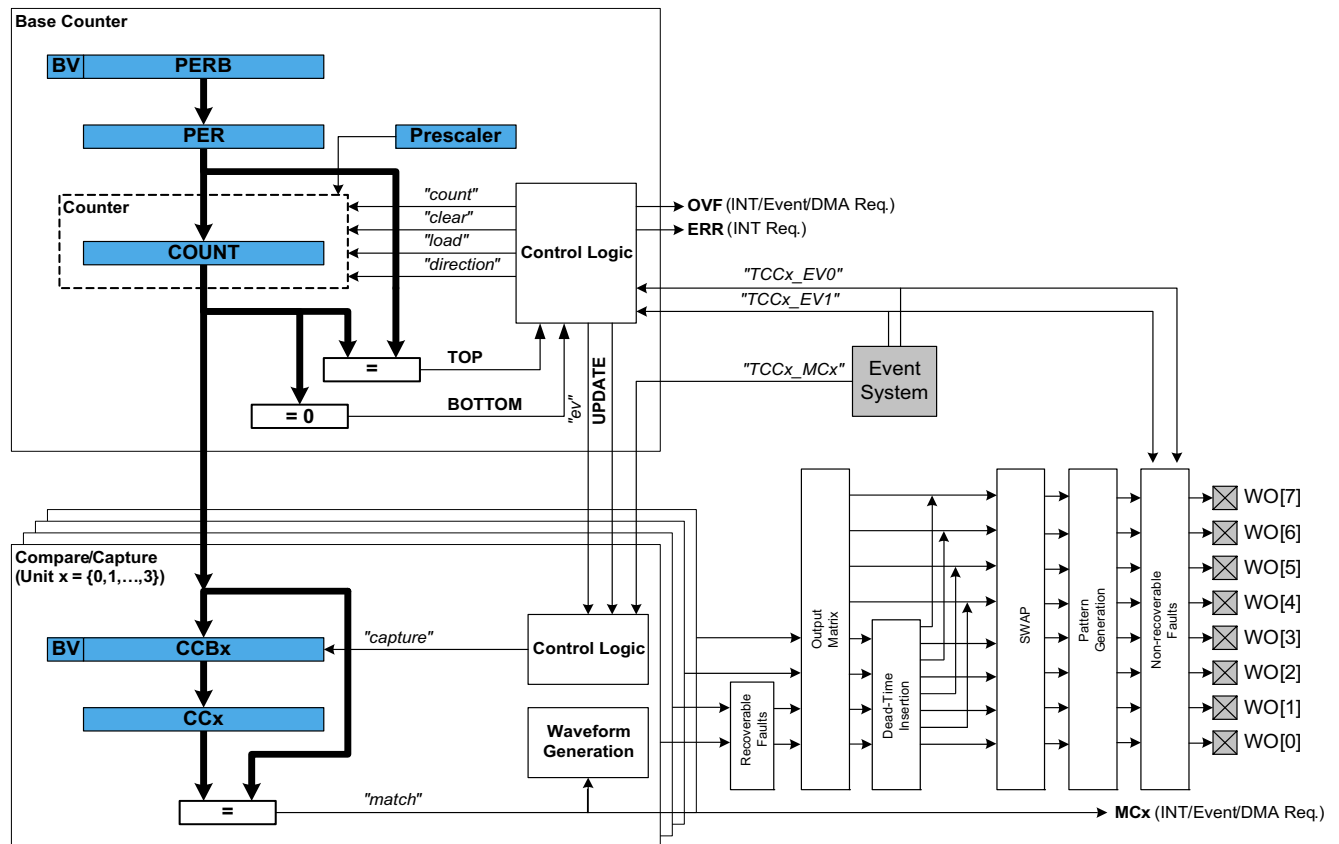 Base Counter
BV
PERB
PER
Prescaler
"count"
OVF (INT/Event/DMA Req.)
Counter
"clear"
ERR (INT Req.)
"load"
Control Logic
COUNT
"direction"
"TCCx_EV0"
"TCCx_EV1"
=
TOP
"TCCx_MCx"
Event
System
= 0
BOTTOM
"ev"
UPDATE
Compare/Capture
(Unit x = {0,1,…,3})
BV
CCBx
"capture"
Control Logic
CCx
Waveform
Generation
=
"match"
Recoverable
Faults
Output
Matrix
Dead-Time
Insertion
SWAP
Pattern
Generation
Non-recoverable
Faults
WO[7]
WO[6]
WO[5]
WO[4]
WO[3]
WO[2]
WO[1]
WO[0]
MCx (INT/Event/DMA Req.)